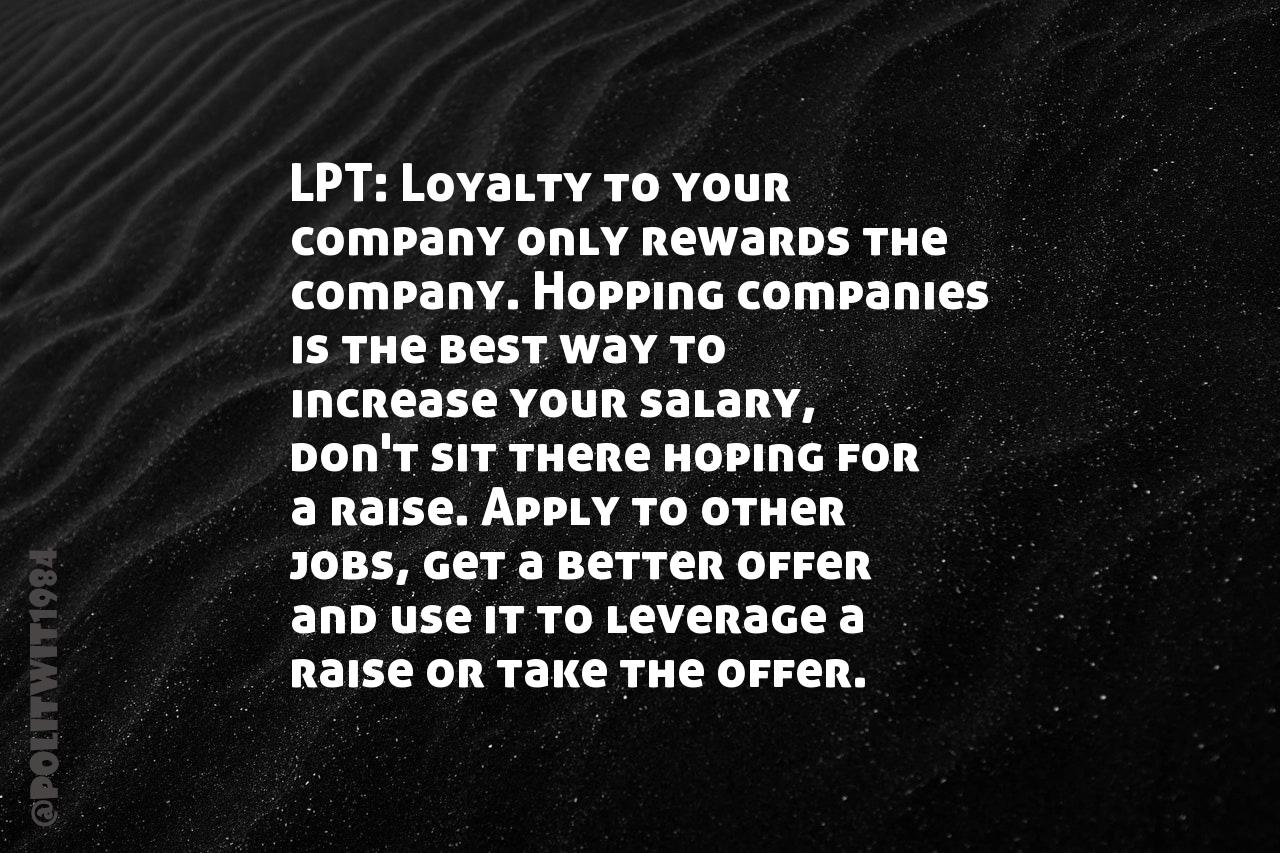 LPT: Loyalty to your
company only rewards the
company. Hopping companies
is the best way to
increase your salary,
don't sit there hoping for
a raise. Apply to other
jobs, get a better offer
and use it to leverage a
raise or take the offer.
@politwit1984